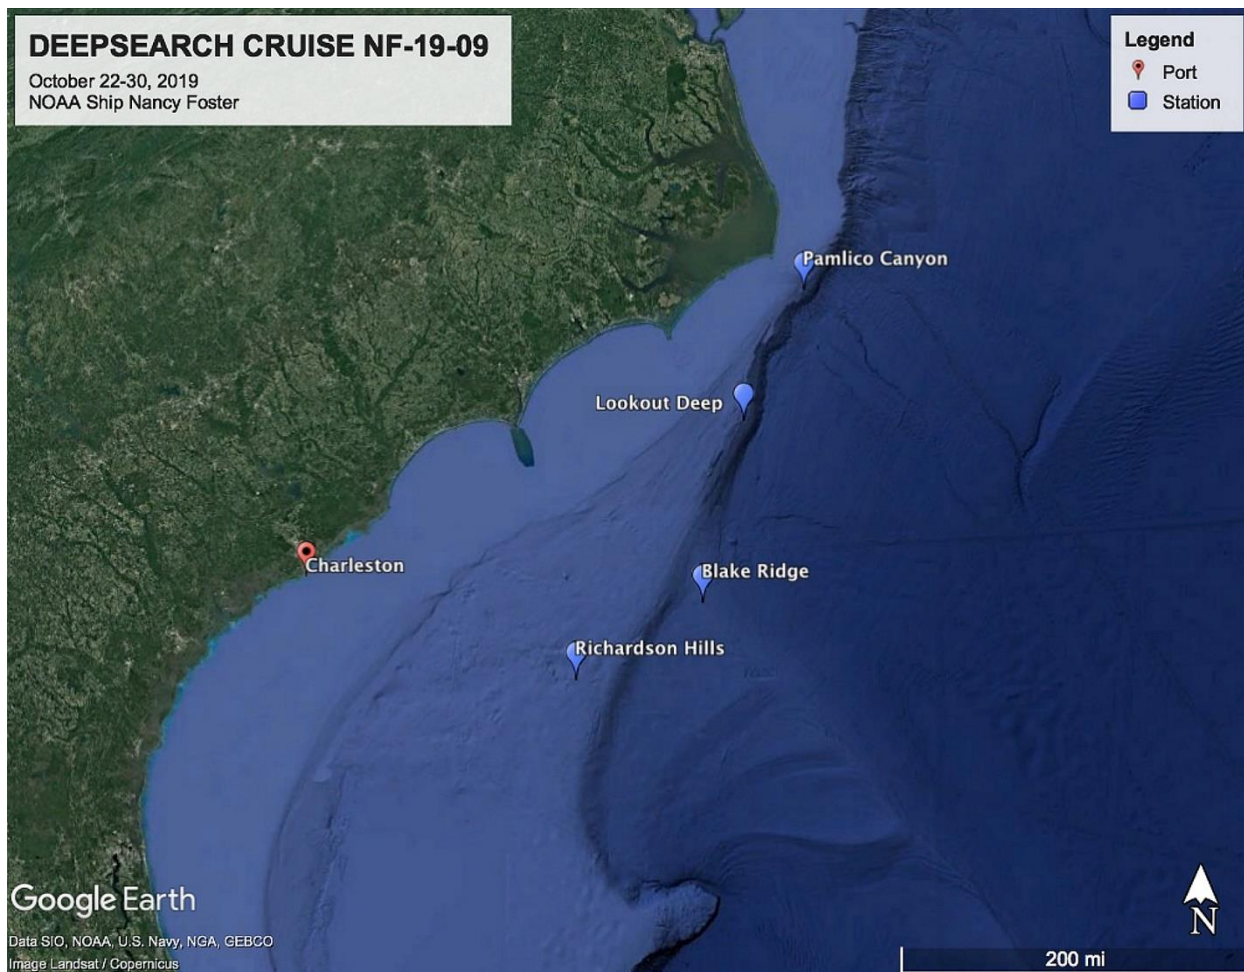 DEEPSEARCH CRUISE NF-19-09
October 22-30, 2019
NOAA Ship Nancy Foster
Legend
Port
Station
Pamlico Canyon
Lookout Deep
Charleston
Blake Ridge
Richardson Hills
Google Earth
Data SIO, NOAA, U.S. Navy, NGA, GEBCO
Image Landsat / Copernicus
N
200 mi